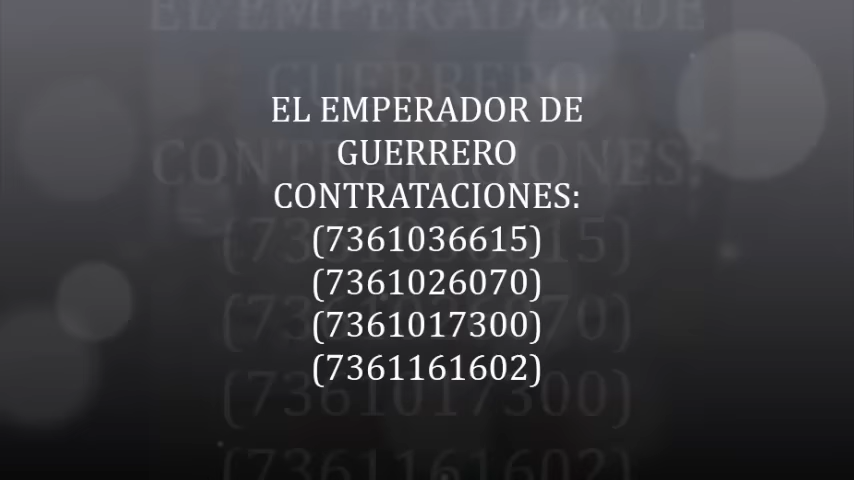 EL EMPERADOR DE
GUERRERO
CONTRATACIONES:
(7361036615)
(7361026070)
(7361017300)
(7361161602)